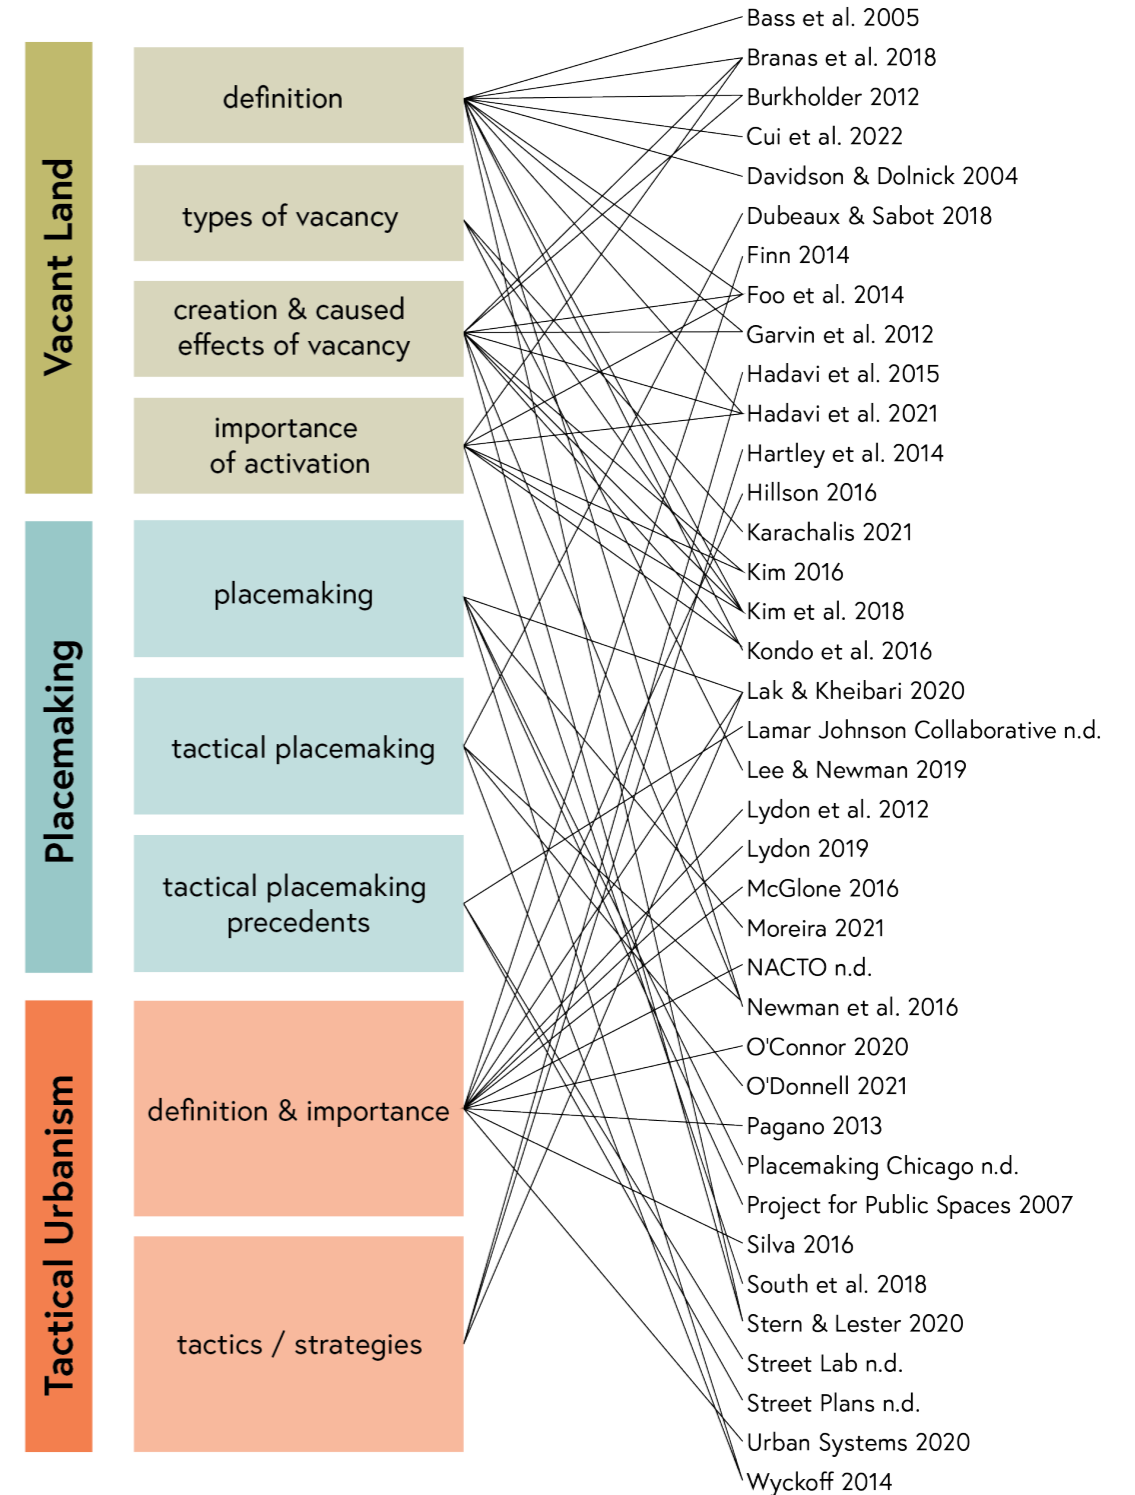 Vacant Land
definition
types of vacancy
creation & caused
effects of vacancy
importance
of activation
Placemaking
placemaking
tactical placemaking
tactical placemaking
precedents
Tactical Urbanism
definition & importance
tactics / strategies
Bass et al. 2005
Branas et al. 2018
Burkholder 2012
Cui et al. 2022
Davidson & Dolnick 2004
Dubeaux & Sabot 2018
Finn 2014
Foo et al. 2014
Garvin et al. 2012
Hadavi et al. 2015
Hadavi et al. 2021
Hartley et al. 2014
Hillson 2016
Karachalis 2021
Kim 2016
Kim et al. 2018
Kondo et al. 2016
Lak & Kheibari 2020
Lamar Johnson Collaborative n.d.
Lee & Newman 2019
Lydon et al. 2012
Lydon 2019
McGlone 2016
Moreira 2021
NACTO n.d.
Newman et al. 2016
O'Connor 2020
O'Donnell 2021
Pagano 2013
Placemaking Chicago n.d.
Project for Public Spaces 2007
Silva 2016
South et al. 2018
Stern & Lester 2020
Street Lab n.d.
Street Plans n.d.
Urban Systems 2020
Wyckoff 2014